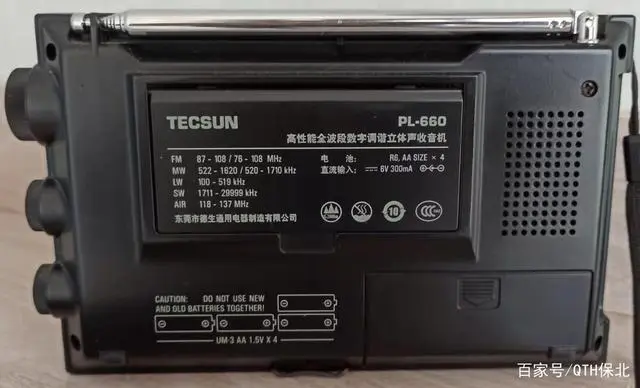 TECSUN
PL-660
高性能全波段数字调谐立体声收音机
FM 87 - 108 / 76 - 108 MHz
MW 522 - 1620 / 520 - 1710 kHz
LW 100 - 519 kHz
SW 1711 - 29999 kHz
AIR 118 - 137 MHz
电 池: R6, AA SIZE × 4
直流输入: 6V 300mA
东莞市德生通用电器制造有限公司
10
CAUTION: DO NOT USE NEW
AND OLD BATTERIES TOGETHER!
UM-3 AA 1.5V X 4
百家号/QTH保北